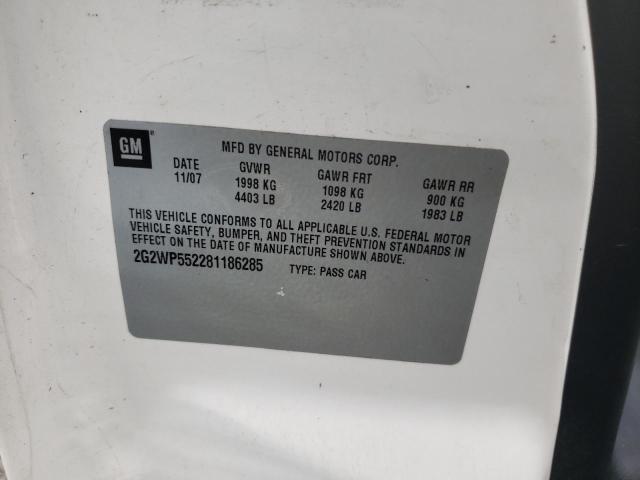 GM
MFD BY GENERAL MOTORS CORP.
DATE GVWR GAWR FRT GAWR RR
11/07 1998 KG 1098 KG 900 KG
4403 LB 2420 LB 1983 LB
THIS VEHICLE CONFORMS TO ALL APPLICABLE U.S. FEDERAL MOTOR
VEHICLE SAFETY, BUMPER, AND THEFT PREVENTION STANDARDS IN
EFFECT ON THE DATE OF MANUFACTURE SHOWN ABOVE.
2G2WP552281186285 TYPE: PASS CAR